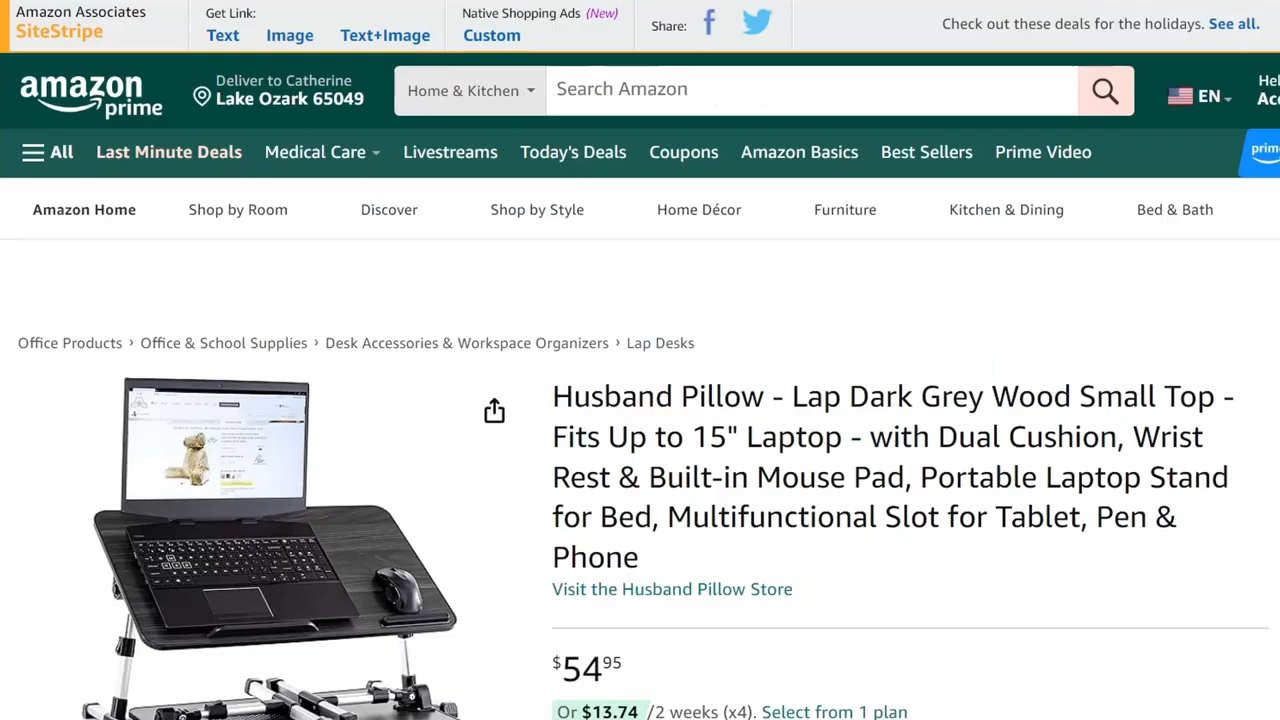 Amazon Associates
SiteStripe
Get Link:
Text Image Text+Image
Native Shopping Ads (New)
Custom
Share:
Check out these deals for the holidays. See all.
amazon
prime
Deliver to Catherine
Lake Ozark 65049
Home & Kitchen
Search Amazon
EN
All Last Minute Deals Medical Care Livestreams Today's Deals Coupons Amazon Basics Best Sellers Prime Video
Amazon Home Shop by Room Discover Shop by Style Home Décor Furniture Kitchen & Dining Bed & Bath
Office Products › Office & School Supplies › Desk Accessories & Workspace Organizers › Lap Desks
Husband Pillow - Lap Dark Grey Wood Small Top -
Fits Up to 15" Laptop - with Dual Cushion, Wrist
Rest & Built-in Mouse Pad, Portable Laptop Stand
for Bed, Multifunctional Slot for Tablet, Pen &
Phone
Visit the Husband Pillow Store
$54 95
Or $13.74 /2 weeks (x4). Select from 1 plan